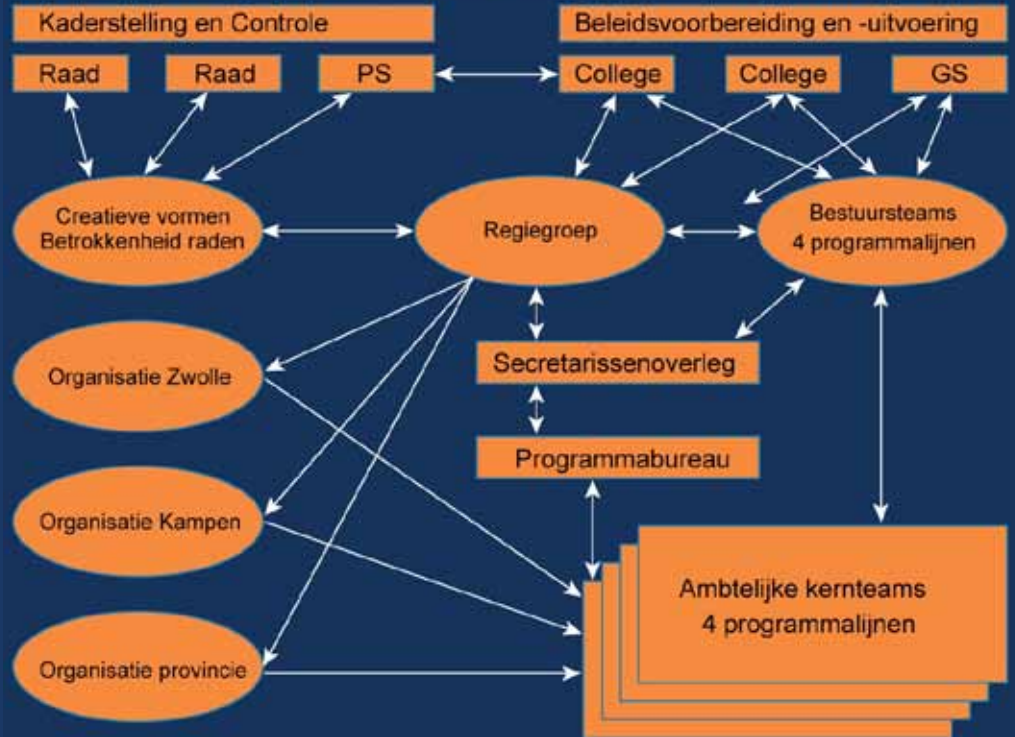 Kaderstelling en Controle
Beleidsvoorbereiding en -uitvoering
Raad
Raad
PS
College
College
GS
Creatieve vormen
Betrokkenheid raden
Regiegroep
Bestuursteams
4 programmalijnen
Organisatie Zwolle
Secretarissenoverleg
Programmabureau
Organisatie Kampen
Ambtelijke kernteams
4 programmalijnen
Organisatie provincie